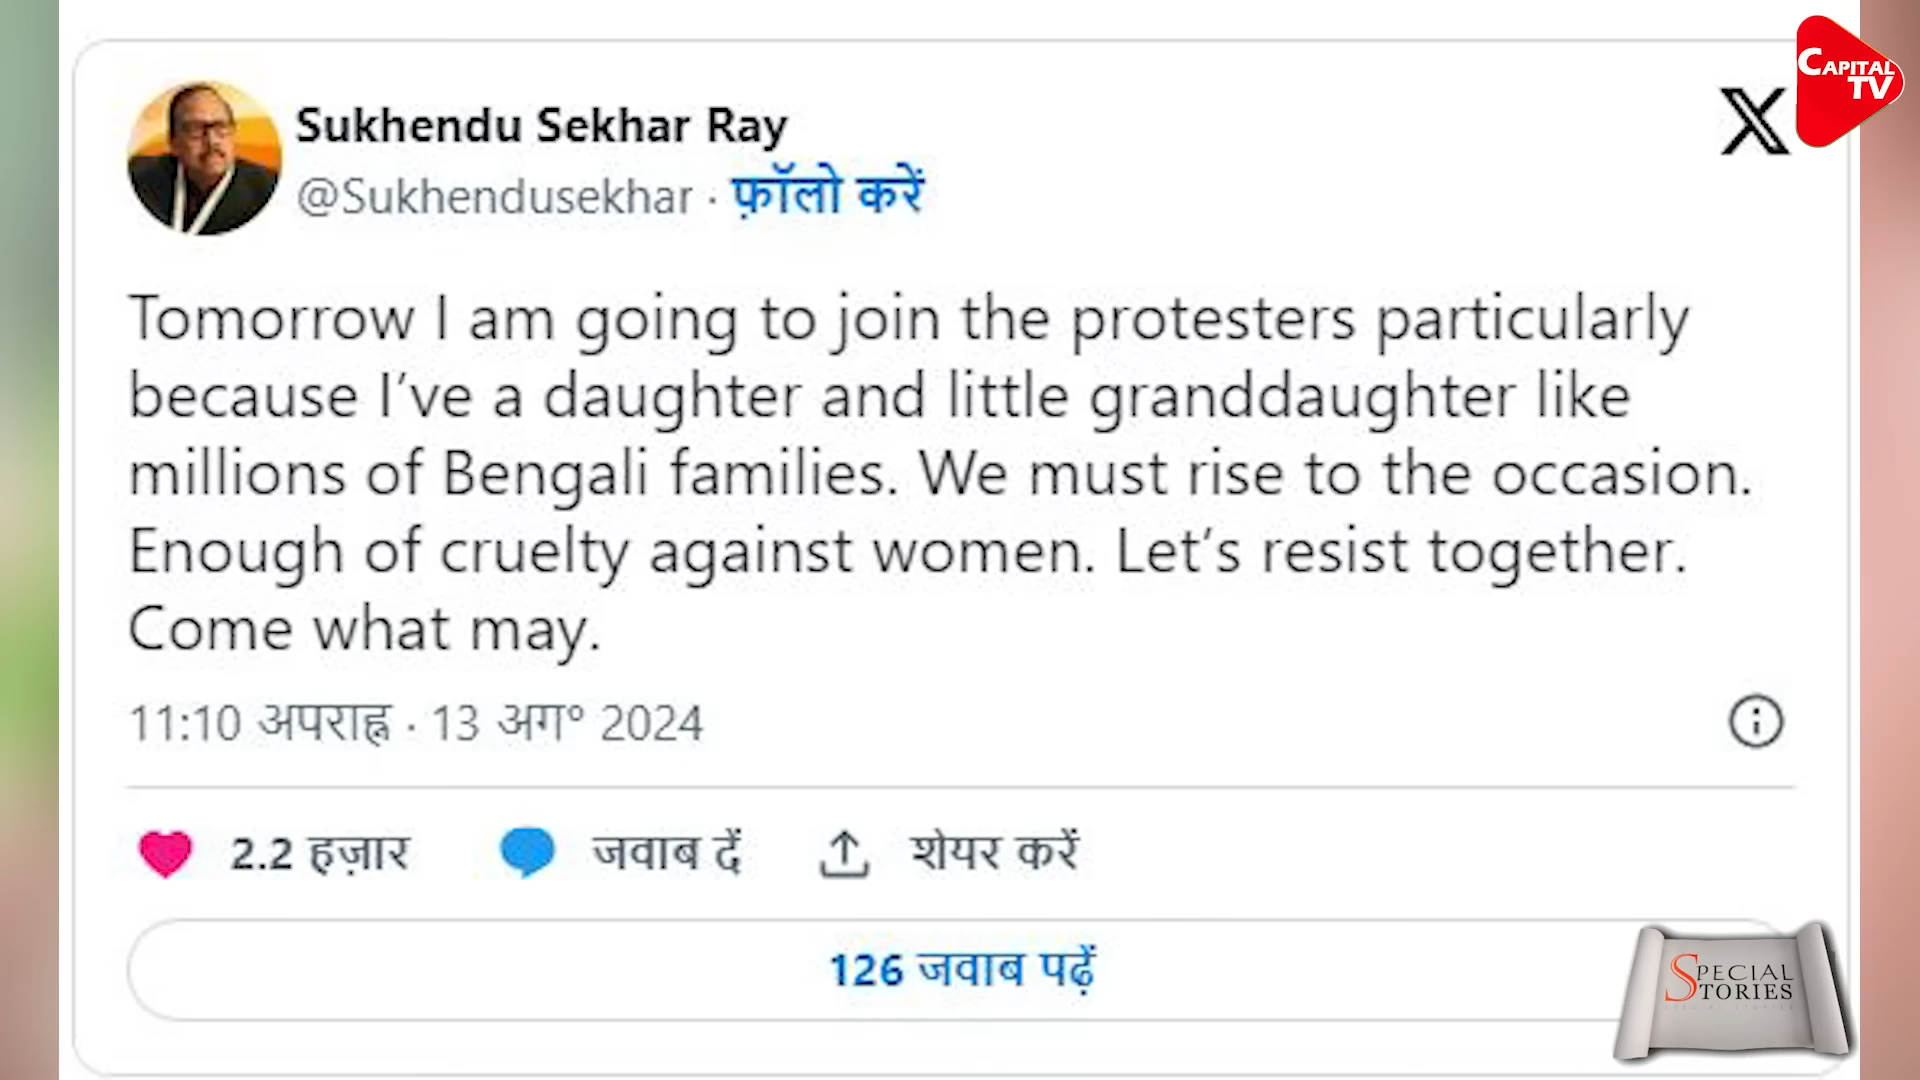 CAPITAL
TV
Sukhendu Sekhar Ray
@Sukhendusekhar · फ़ॉलो करें
Tomorrow I am going to join the protesters particularly
because I’ve a daughter and little granddaughter like
millions of Bengali families. We must rise to the occasion.
Enough of cruelty against women. Let’s resist together.
Come what may.
11:10 अपराह्न · 13 अग॰ 2024
2.2 हज़ार जवाब दें शेयर करें
126 जवाब पढ़ें
SPECIAL
STORIES